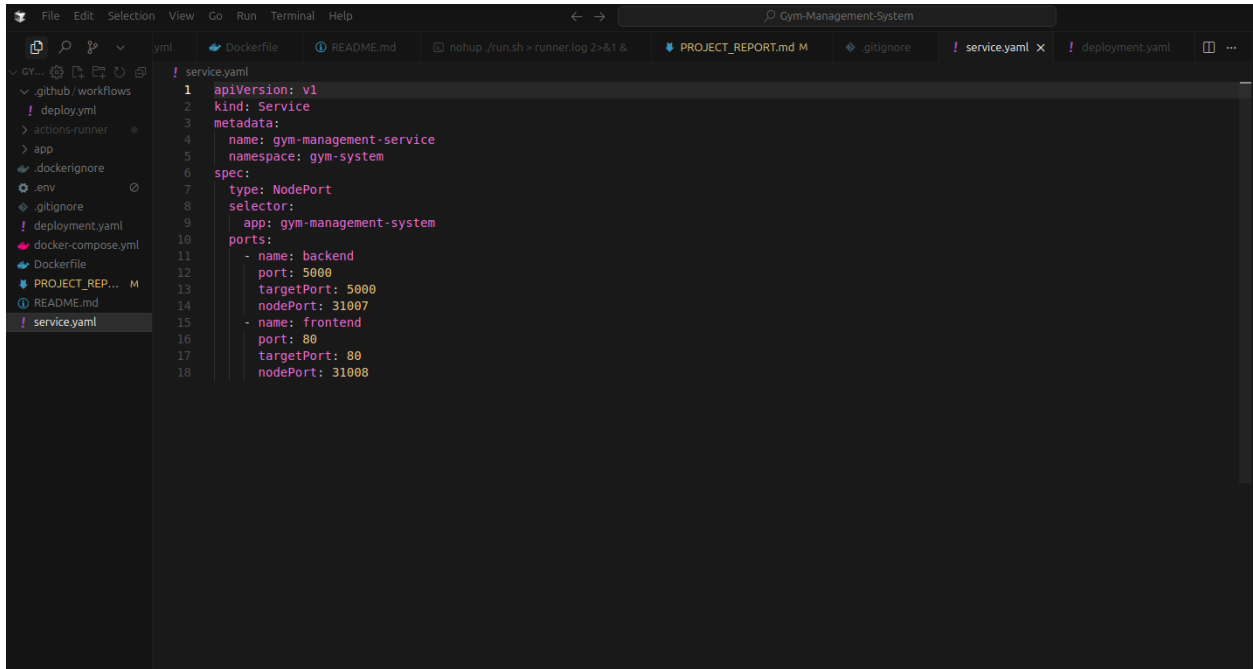 File Edit Selection View Go Run Terminal Help Gym-Management-System
yml Dockerfile README.md nohup ./run.sh > runner.log 2>&1 & PROJECT_REPORT.md M .gitignore service.yaml deployment.yaml
GY...
.github/workflows
deploy.yml
actions-runner
app
.dockerignore
.env
.gitignore
deployment.yaml
docker-compose.yml
Dockerfile
PROJECT_REP... M
README.md
service.yaml
service.yaml
1 apiVersion: v1
2 kind: Service
3 metadata:
4 name: gym-management-service
5 namespace: gym-system
6 spec:
7 type: NodePort
8 selector:
9 app: gym-management-system
10 ports:
11 - name: backend
12 port: 5000
13 targetPort: 5000
14 nodePort: 31007
15 - name: frontend
16 port: 80
17 targetPort: 80
18 nodePort: 31008